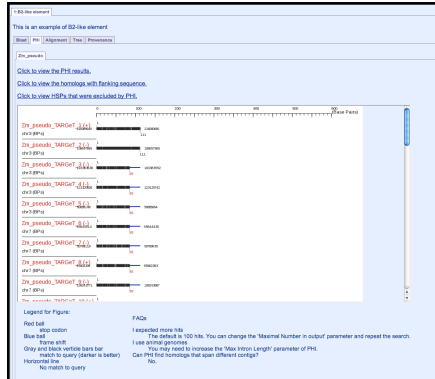 1:B2-like element
This is an example of B2-like element
Blast PHI Alignment Tree Provenance
Zm_pseudo
Click to view the PHI results.
Click to view the homologs with flanking sequence.
Click to view HSPs that were excluded by PHI.
0 100 200 300 400 500 600
(Base Pairs)
Zm_pseudo_TARGeT_1 (+)
chr3 (BPs)
Zm_pseudo_TARGeT_2 (-)
chr3 (BPs)
Zm_pseudo_TARGeT_3 (-)
chr3 (BPs)
Zm_pseudo_TARGeT_4 (-)
chr3 (BPs)
Zm_pseudo_TARGeT_5 (-)
chr7 (BPs)
Zm_pseudo_TARGeT_6 (-)
chr7 (BPs)
Zm_pseudo_TARGeT_7 (-)
chr7 (BPs)
Zm_pseudo_TARGeT_8 (+)
chr7 (BPs)
Zm_pseudo_TARGeT_9 (-)
chr7 (BPs)
Legend for Figure:
Red ball
stop codon
Blue ball
frame shift
Gray and black verticle bars bar
match to query (darker is better)
Horizontal line
No match to query
FAQs
I expected more hits
The default is 100 hits. You can change the 'Maximal Number in output' parameter and repeat the search.
I use animal genomes
You may need to increase the 'Max Intron Length' parameter of PHI.
Can PHI find homologs that span different contigs?
No.